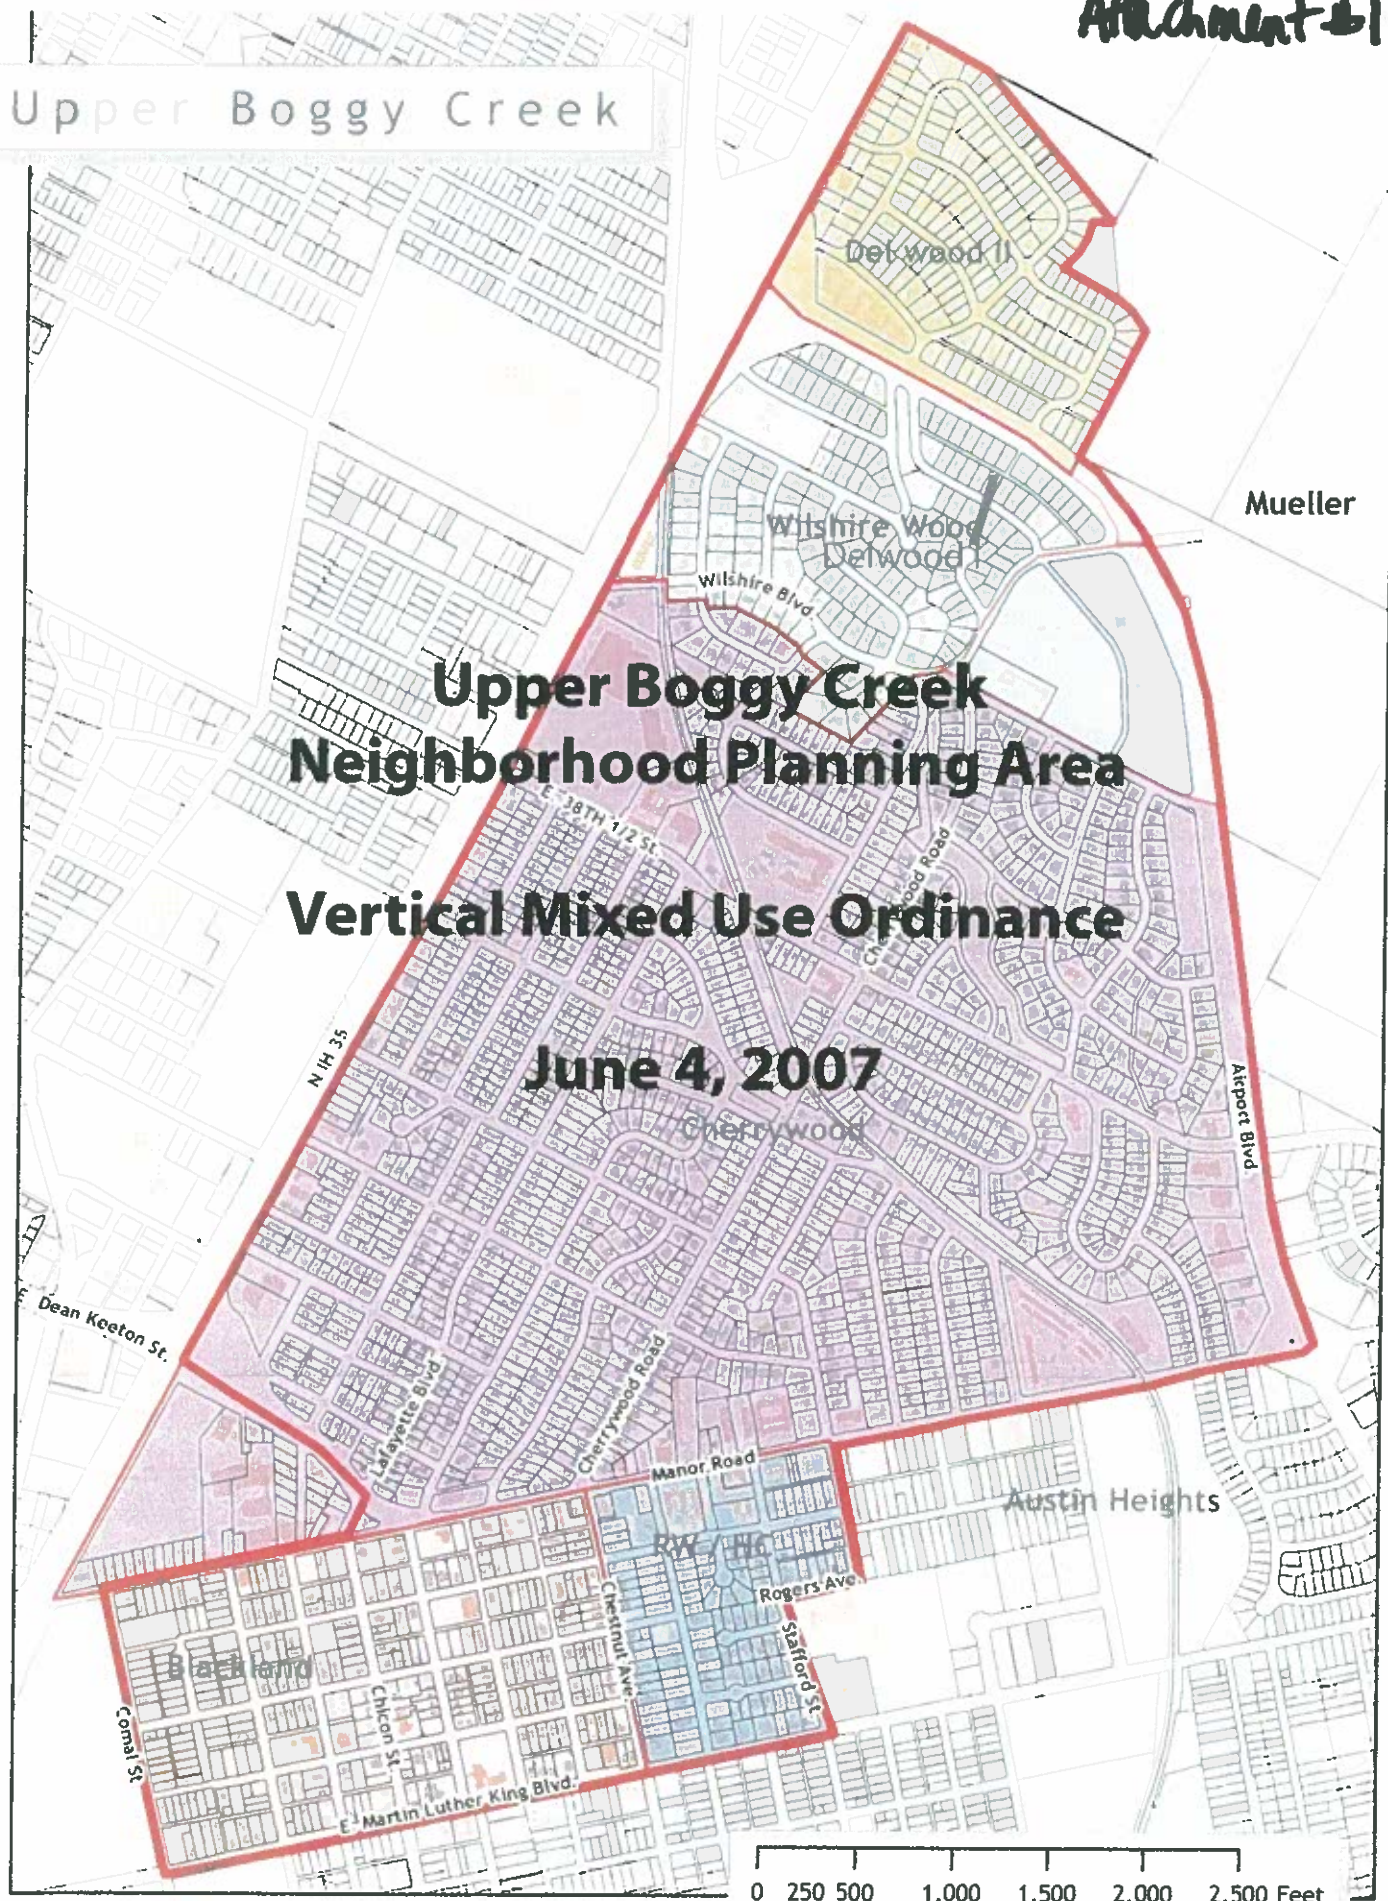 Attachment #1
Upper Boggy Creek
Delwood II
Mueller
Wilshire Wood
Delwood I
Wilshire Blvd.
Upper Boggy Creek
Neighborhood Planning Area
E. 38TH 1/2 St.
Vertical Mixed Use Ordinance
N IH 35
June 4, 2007
Cherrywood
Airport Blvd.
Dean Keeton St.
Lafayette Blvd.
Cherrywood Road
Manor Road
Austin Heights
Rogers Ave.
Chestnut Ave.
Stafford St.
Blackland
Comal St.
Chicon St.
E. Martin Luther King Blvd.
0 250 500 1,000 1,500 2,000 2,500 Feet